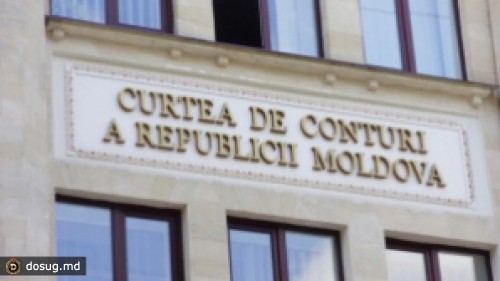 CURTEA DE CONTURI
A REPUBLICII MOLDOVA
dosug.md